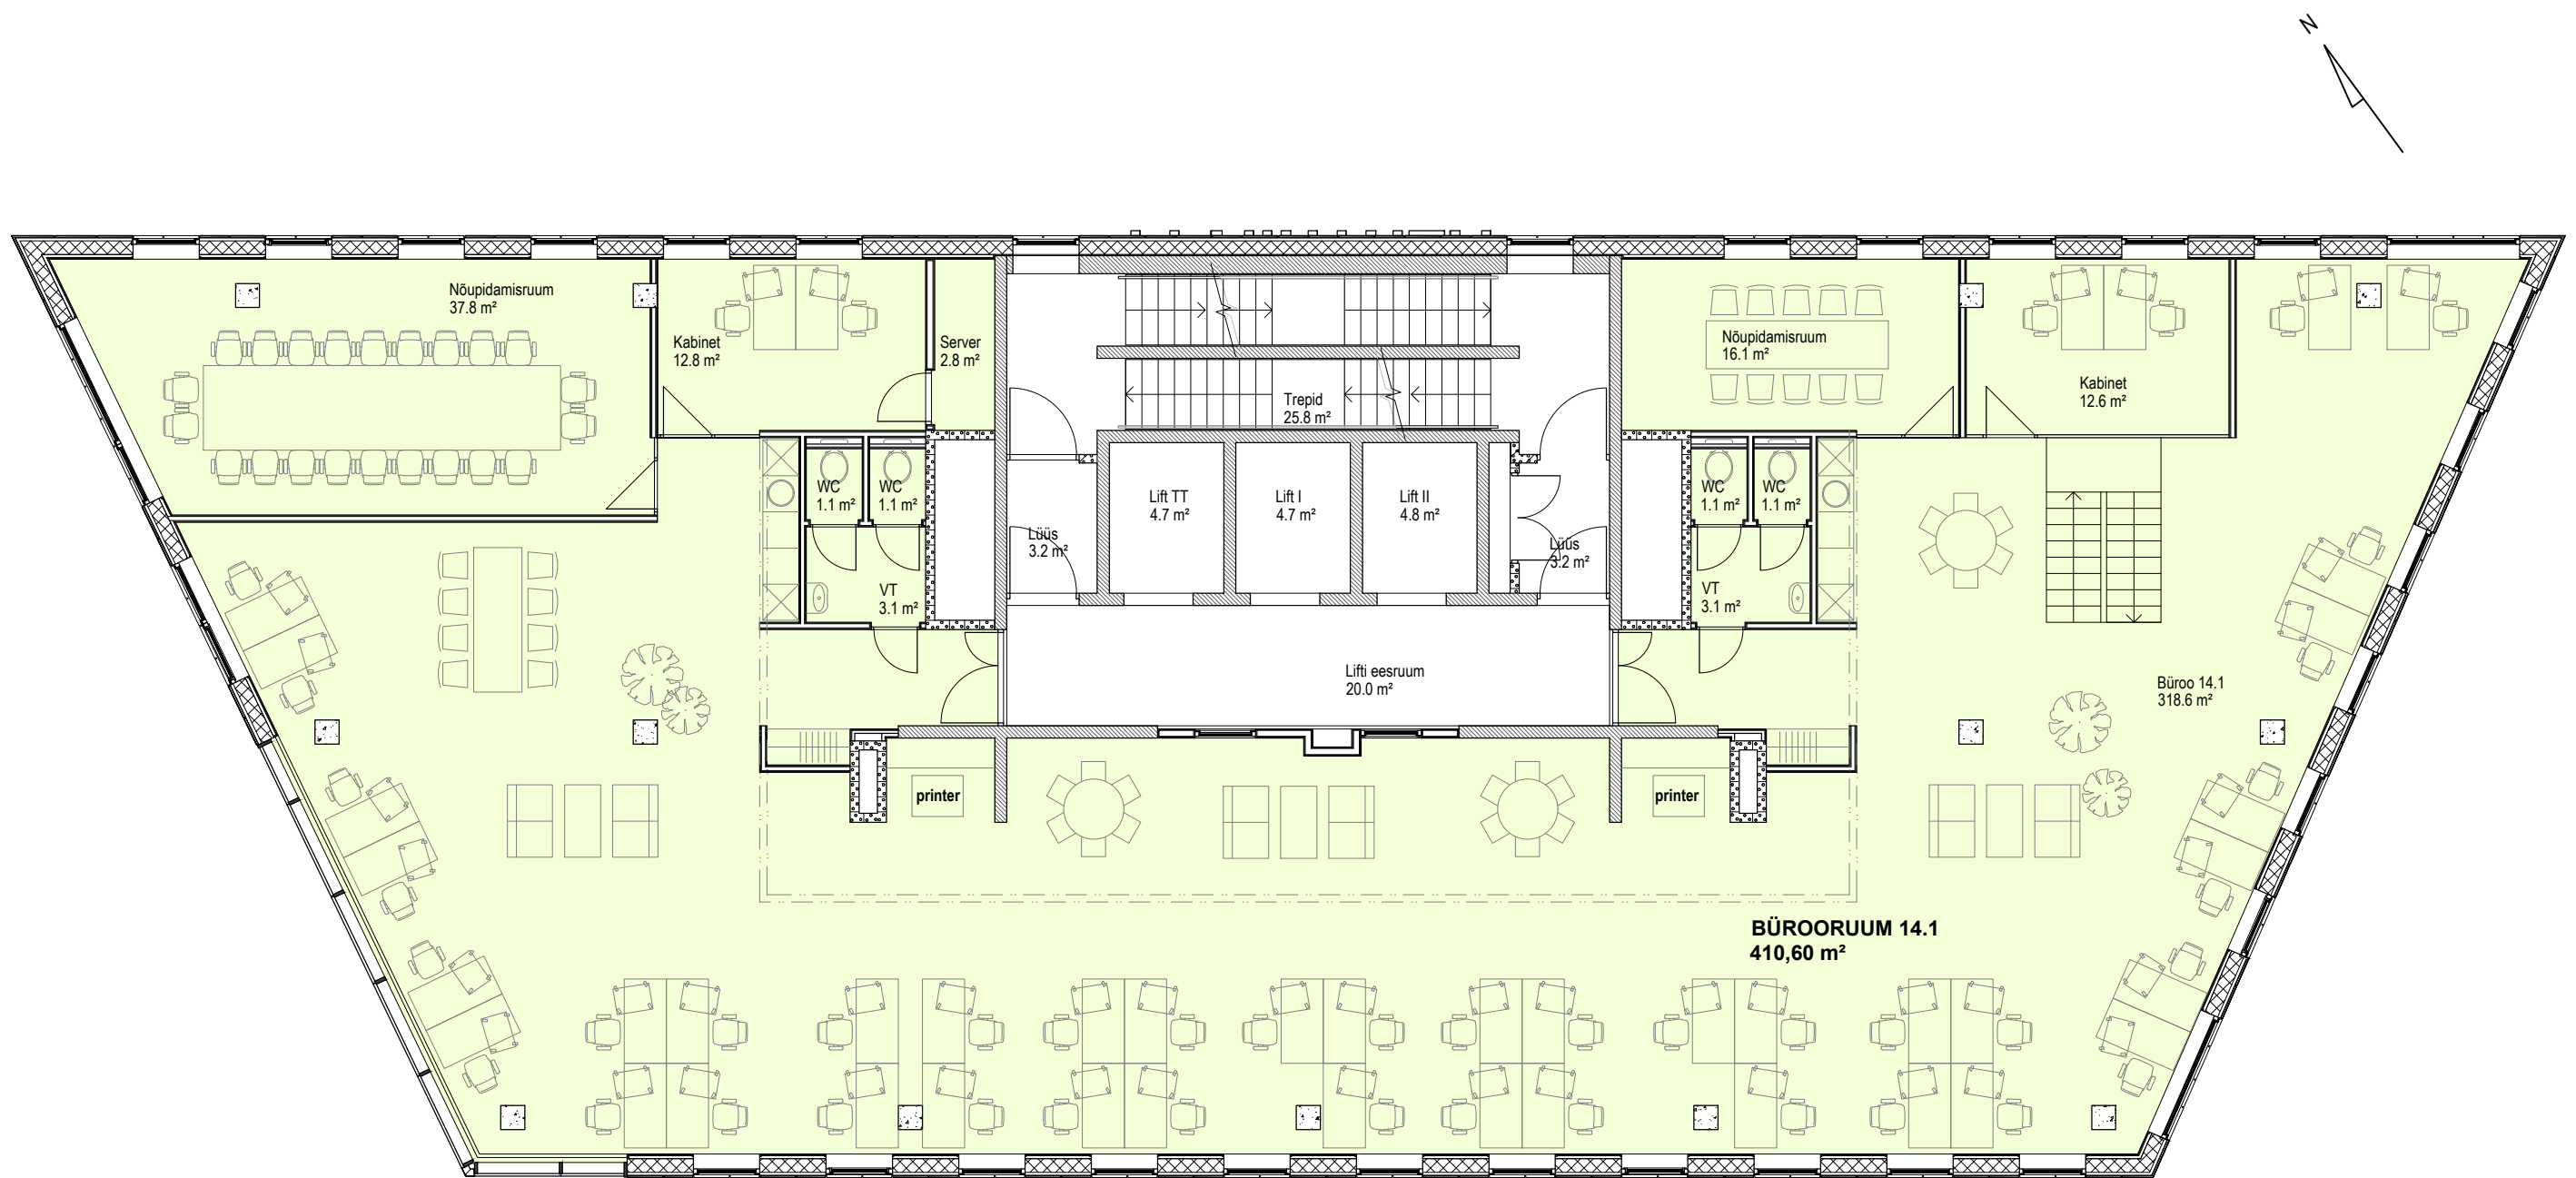 N
Nõupidamisruum
37.8 m²
Kabinet
12.8 m²
Server
2.8 m²
Trepid
25.8 m²
Nõupidamisruum
16.1 m²
Kabinet
12.6 m²
WC
1.1 m²
WC
1.1 m²
Lift TT
4.7 m²
Lift I
4.7 m²
Lift II
4.8 m²
WC
1.1 m²
WC
1.1 m²
Lüüs
3.2 m²
Lüüs
3.2 m²
VT
3.1 m²
VT
3.1 m²
Lifti eesruum
20.0 m²
Büroo 14.1
318.6 m²
printer
printer
BÜROORUUM 14.1
410,60 m²